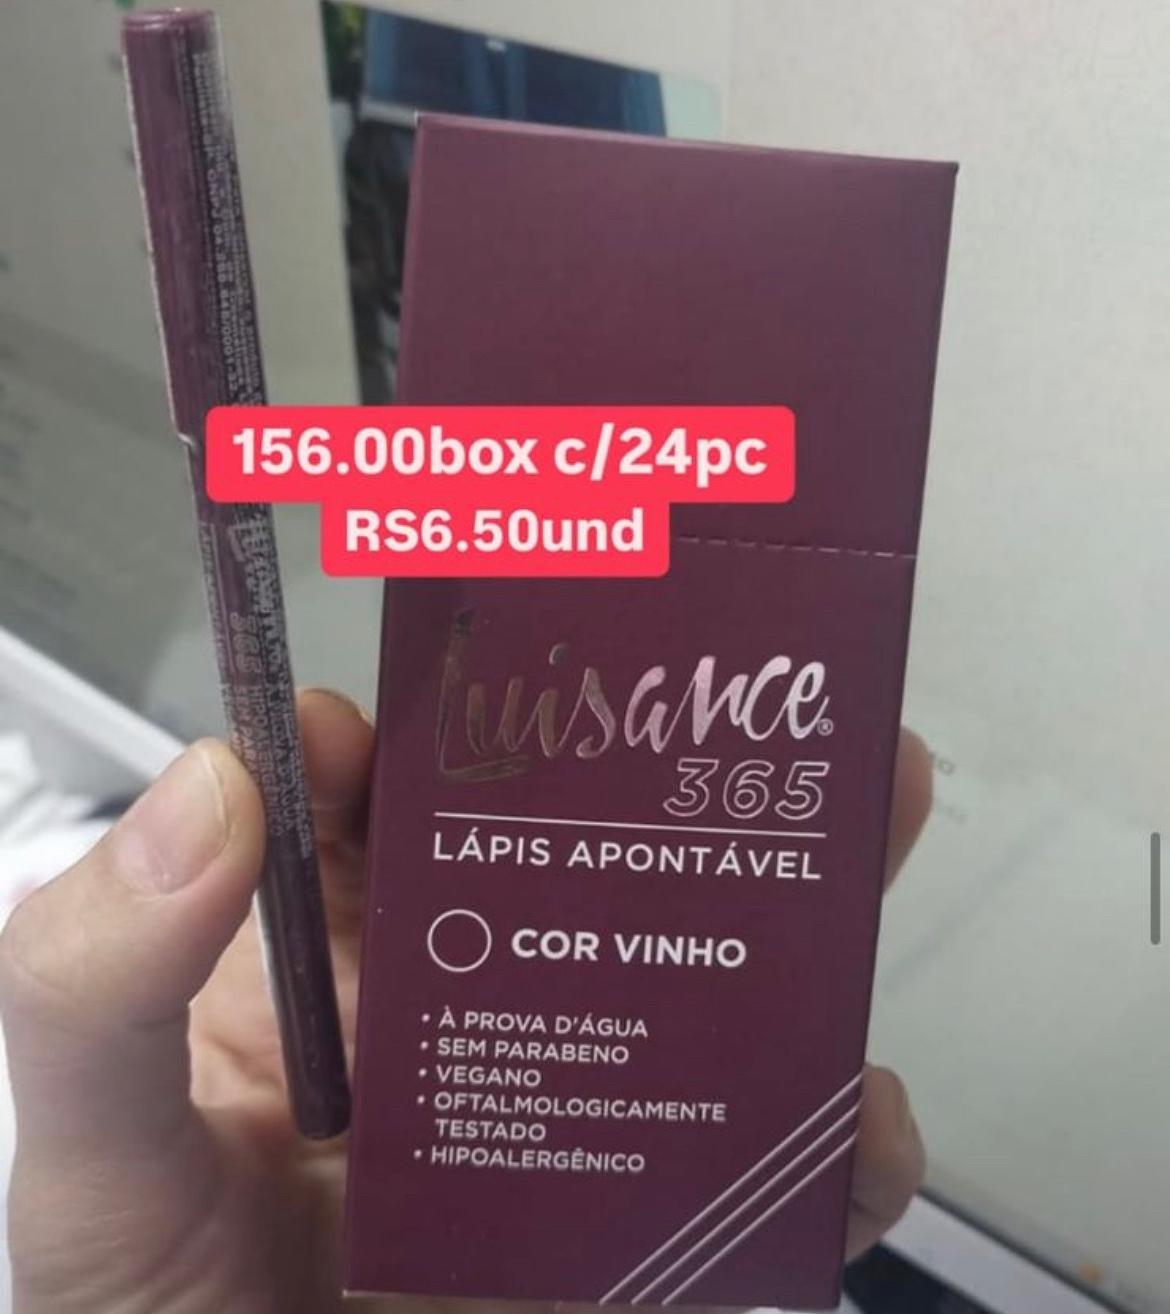 156.00box c/24pc
RS6.50und
Luisance®
365
LÁPIS APONTÁVEL
COR VINHO
• À PROVA D'ÁGUA
• SEM PARABENO
• VEGANO
• OFTALMOLOGICAMENTE
TESTADO
• HIPOALERGÊNICO
365